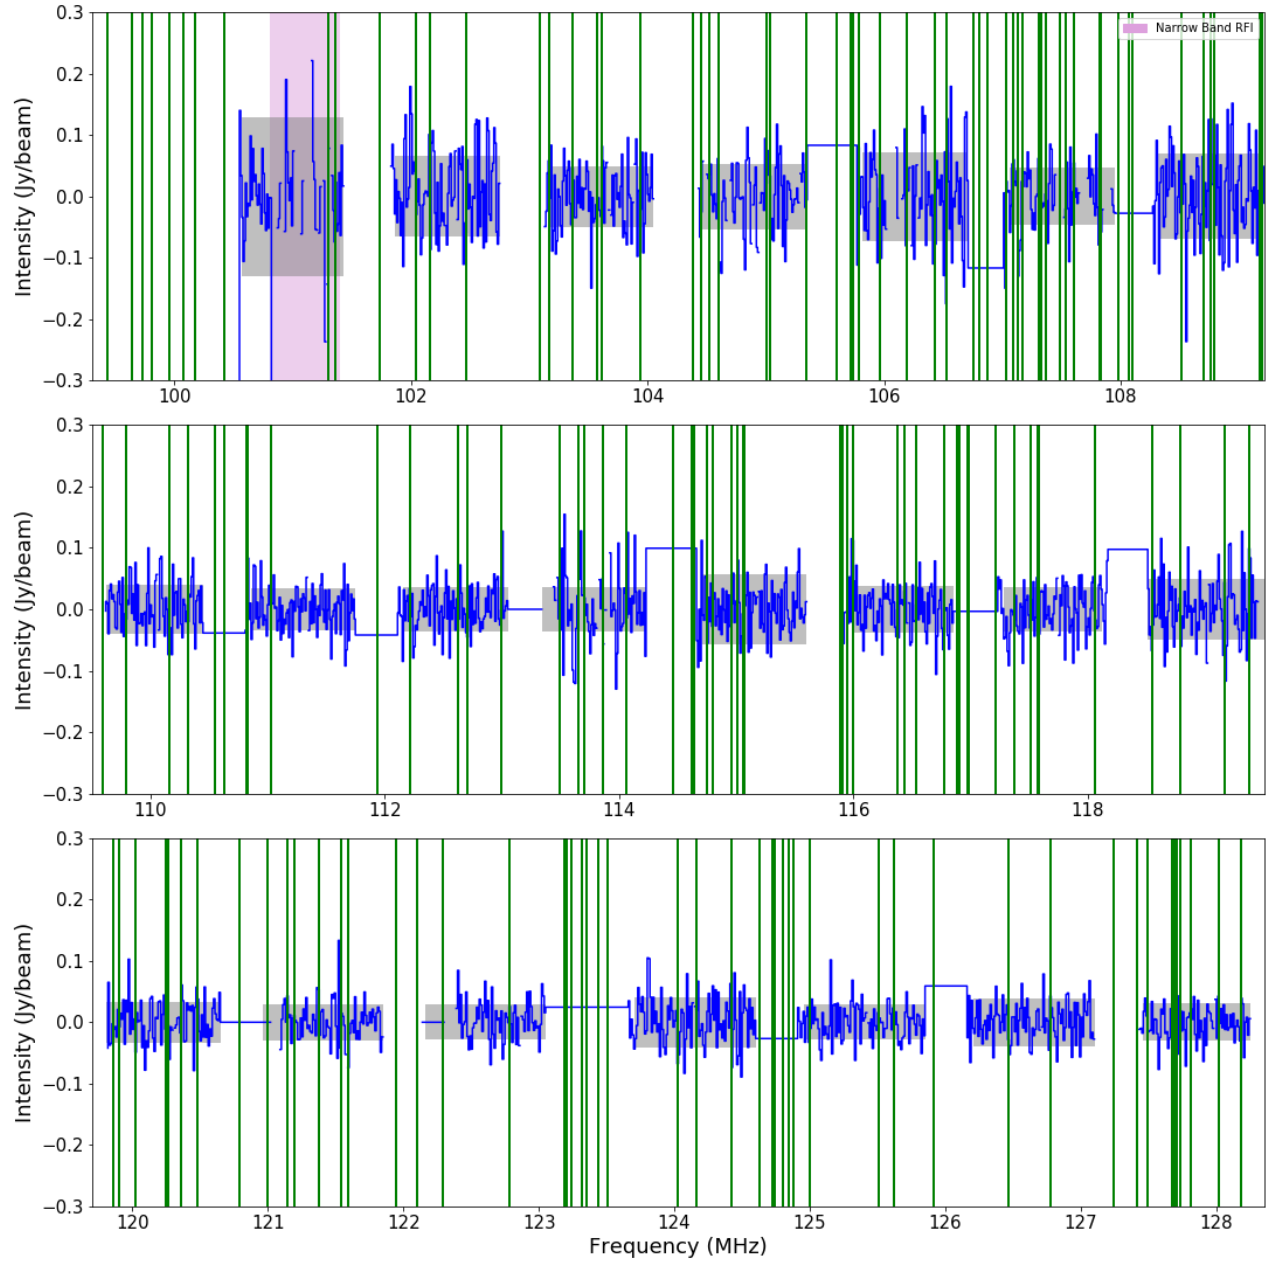 0.3
0.2
0.1
0.0
−0.1
−0.2
−0.3
Intensity (Jy/beam)
Narrow Band RFI
100 102 104 106 108
0.3
0.2
0.1
0.0
−0.1
−0.2
−0.3
Intensity (Jy/beam)
110 112 114 116 118
0.3
0.2
0.1
0.0
−0.1
−0.2
−0.3
Intensity (Jy/beam)
120 121 122 123 124 125 126 127 128
Frequency (MHz)